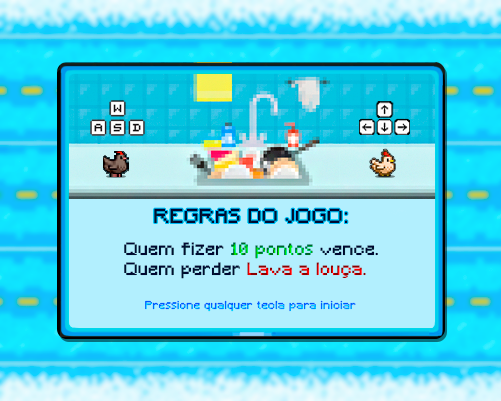 W
↑
A S D
← ↓ →
REGRAS DO JOGO:
Quem fizer 10 pontos vence.
Quem perder Lava a louça.
Pressione qualquer tecla para iniciar